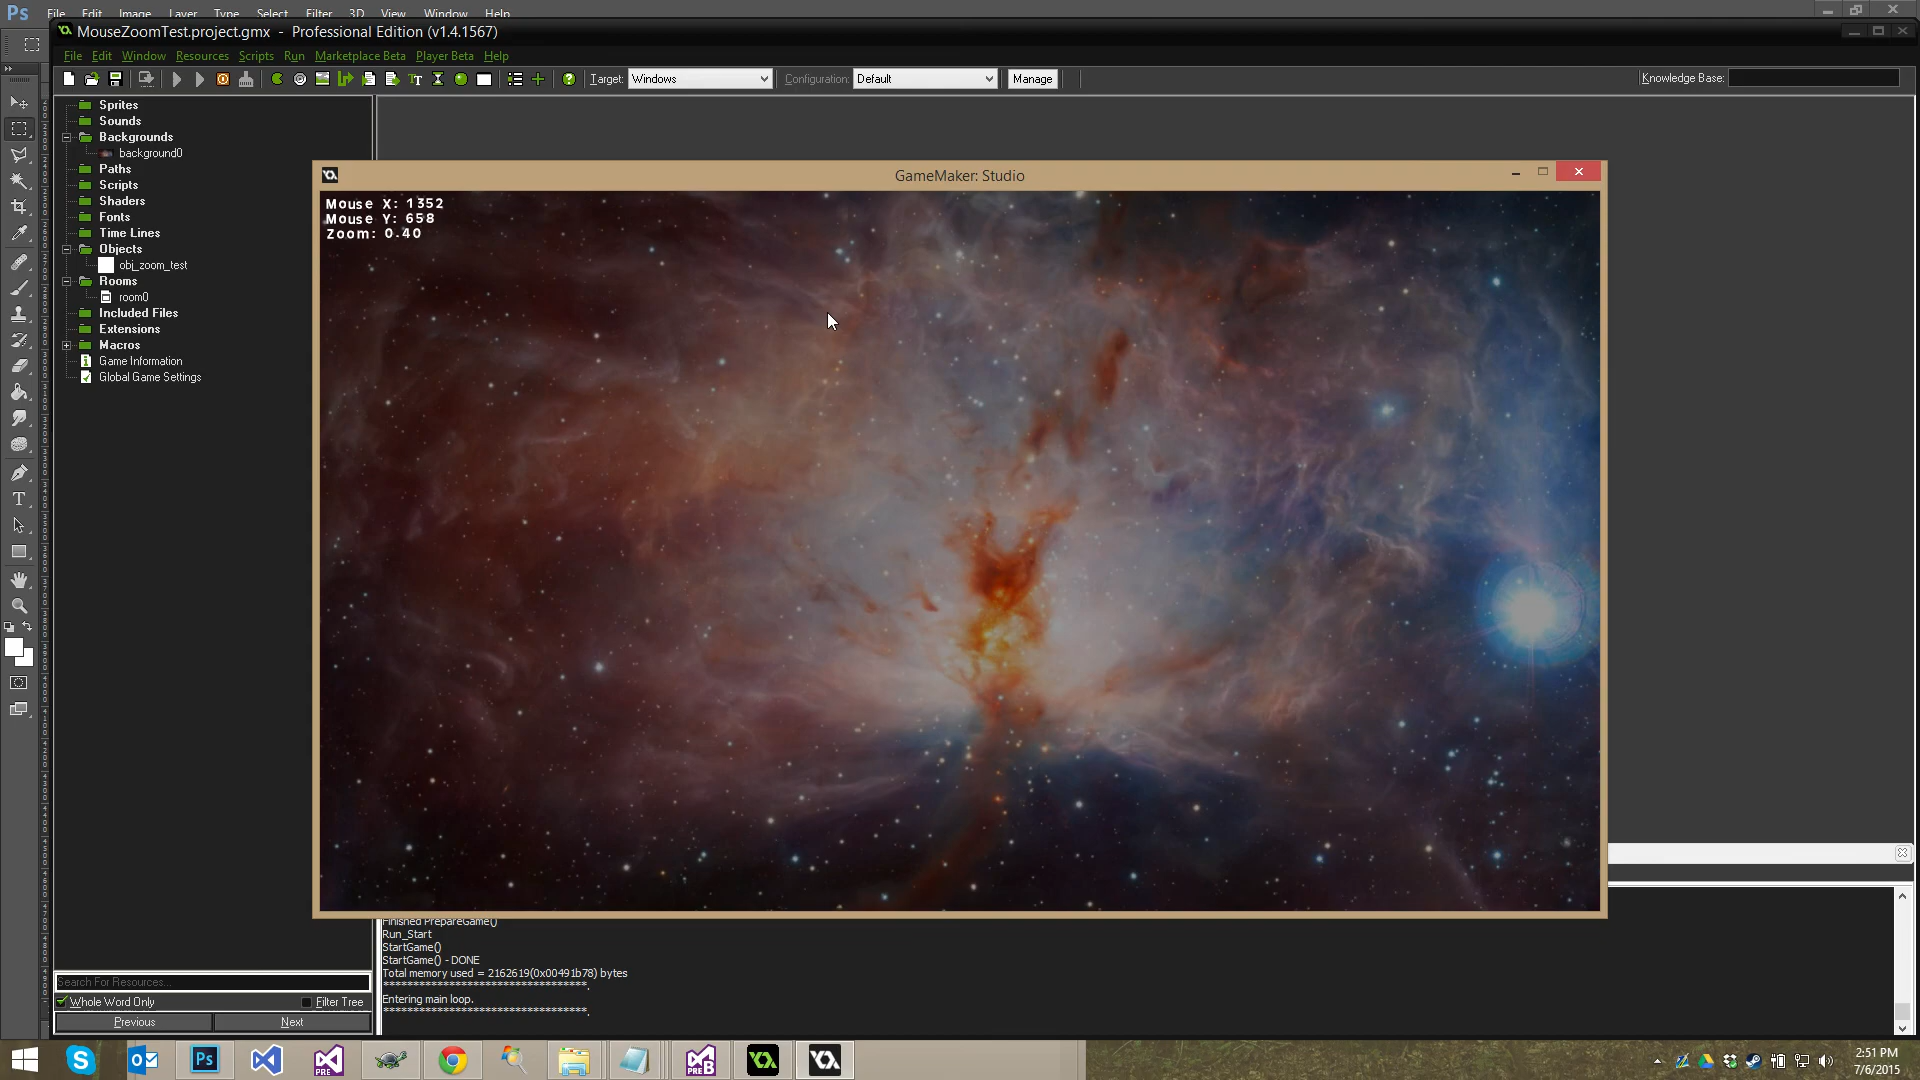 Ps File Edit Image Layer Type Select Filter 3D View Window Help
MouseZoomTest.project.gmx - Professional Edition (v1.4.1567)
File Edit Window Resources Scripts Run Marketplace Beta Player Beta Help
Target: Windows Configuration: Default Manage Knowledge Base:
Sprites
Sounds
Backgrounds
background0
Paths
Scripts
Shaders
Fonts
Time Lines
Objects
obj_zoom_test
Rooms
room0
Included Files
Extensions
Macros
Game Information
Global Game Settings
GameMaker: Studio
Mouse X: 1352
Mouse Y: 658
Zoom: 0.40
Finished PrepareGame()
Run_Start
StartGame()
StartGame() - DONE
Total memory used = 2162619(0x00491b78) bytes
**********************************.
Entering main loop.
**********************************.
Search For Resources...
Whole Word Only Filter Tree
Previous Next
2:51 PM
7/6/2015